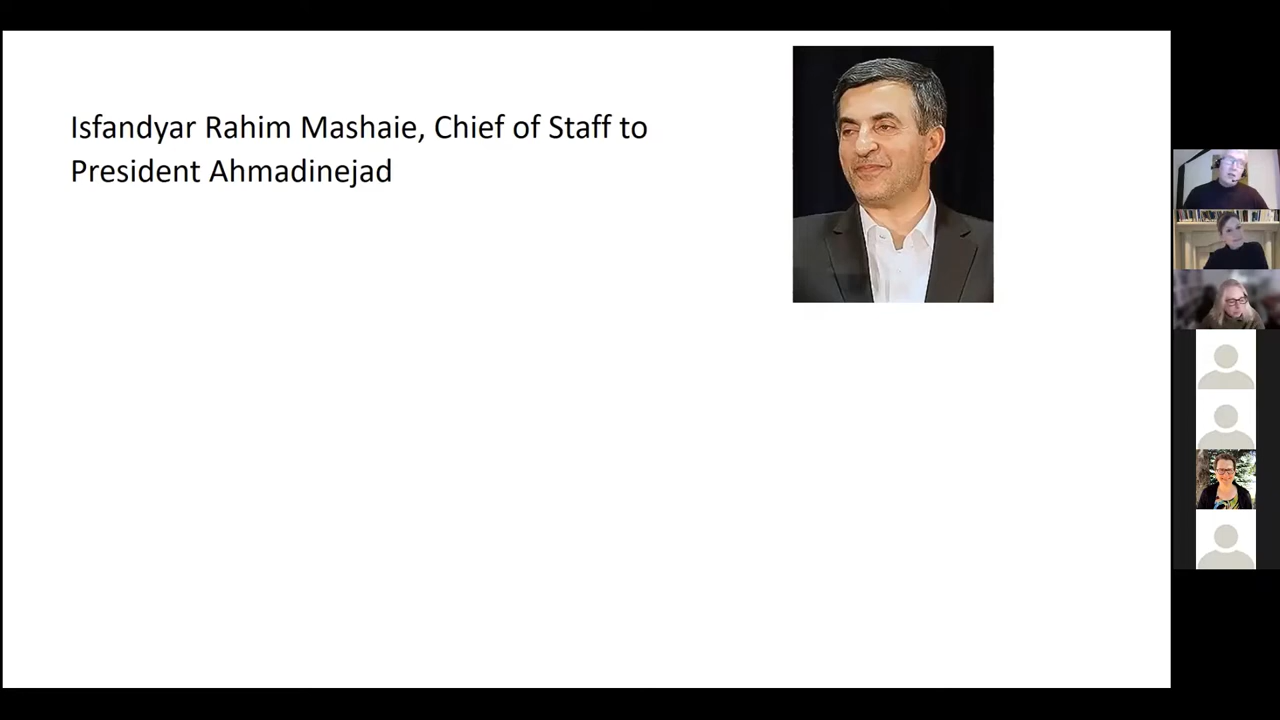 Isfandyar Rahim Mashaie, Chief of Staff to
President Ahmadinejad